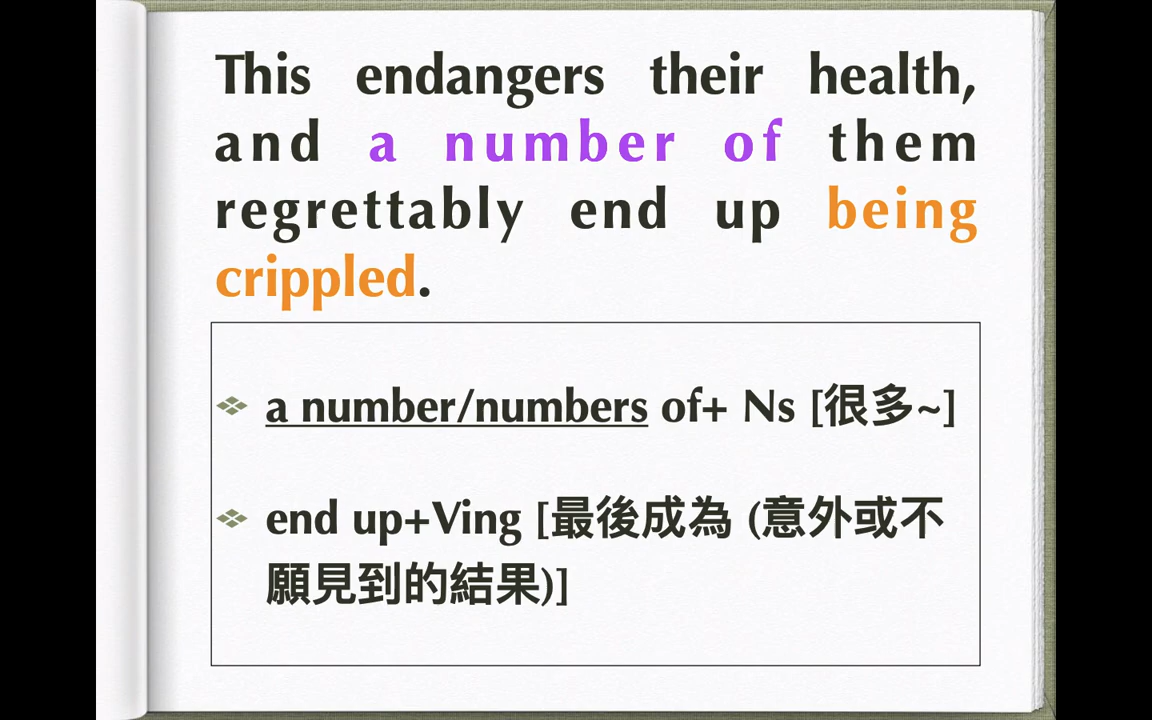 This endangers their health,
and a number of them
regrettably end up being
crippled.
a number/numbers of+ Ns [很多~]
end up+Ving [最後成為 (意外或不
願見到的結果)]